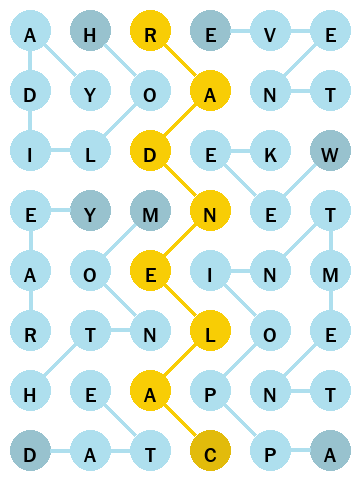 A H R E V E
D Y O A N T
I L D E K W
E Y M N E T
A O E I N M
R T N L O E
H E A P N T
D A T C P A